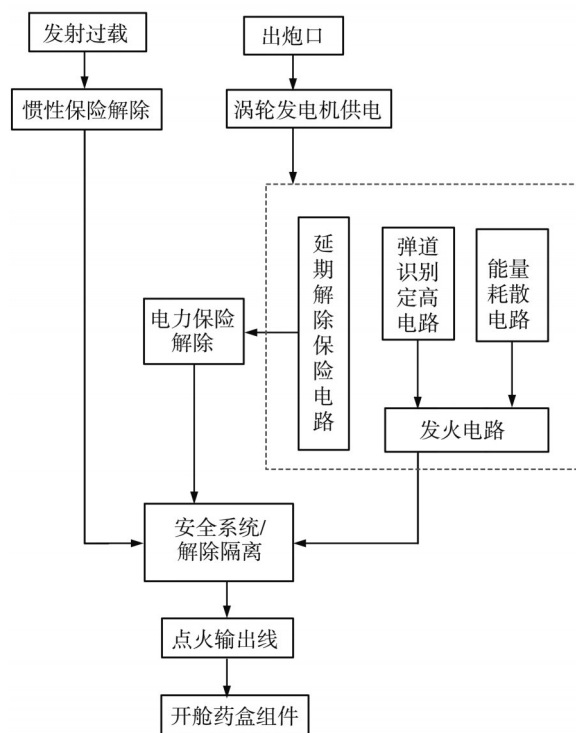 发射过载
出炮口
惯性保险解除
涡轮发电机供电
延期解除保险电路
弹道
识别
定高
电路
能量
耗散
电路
电力保险
解除
发火电路
安全系统/
解除隔离
点火输出线
开舱药盒组件